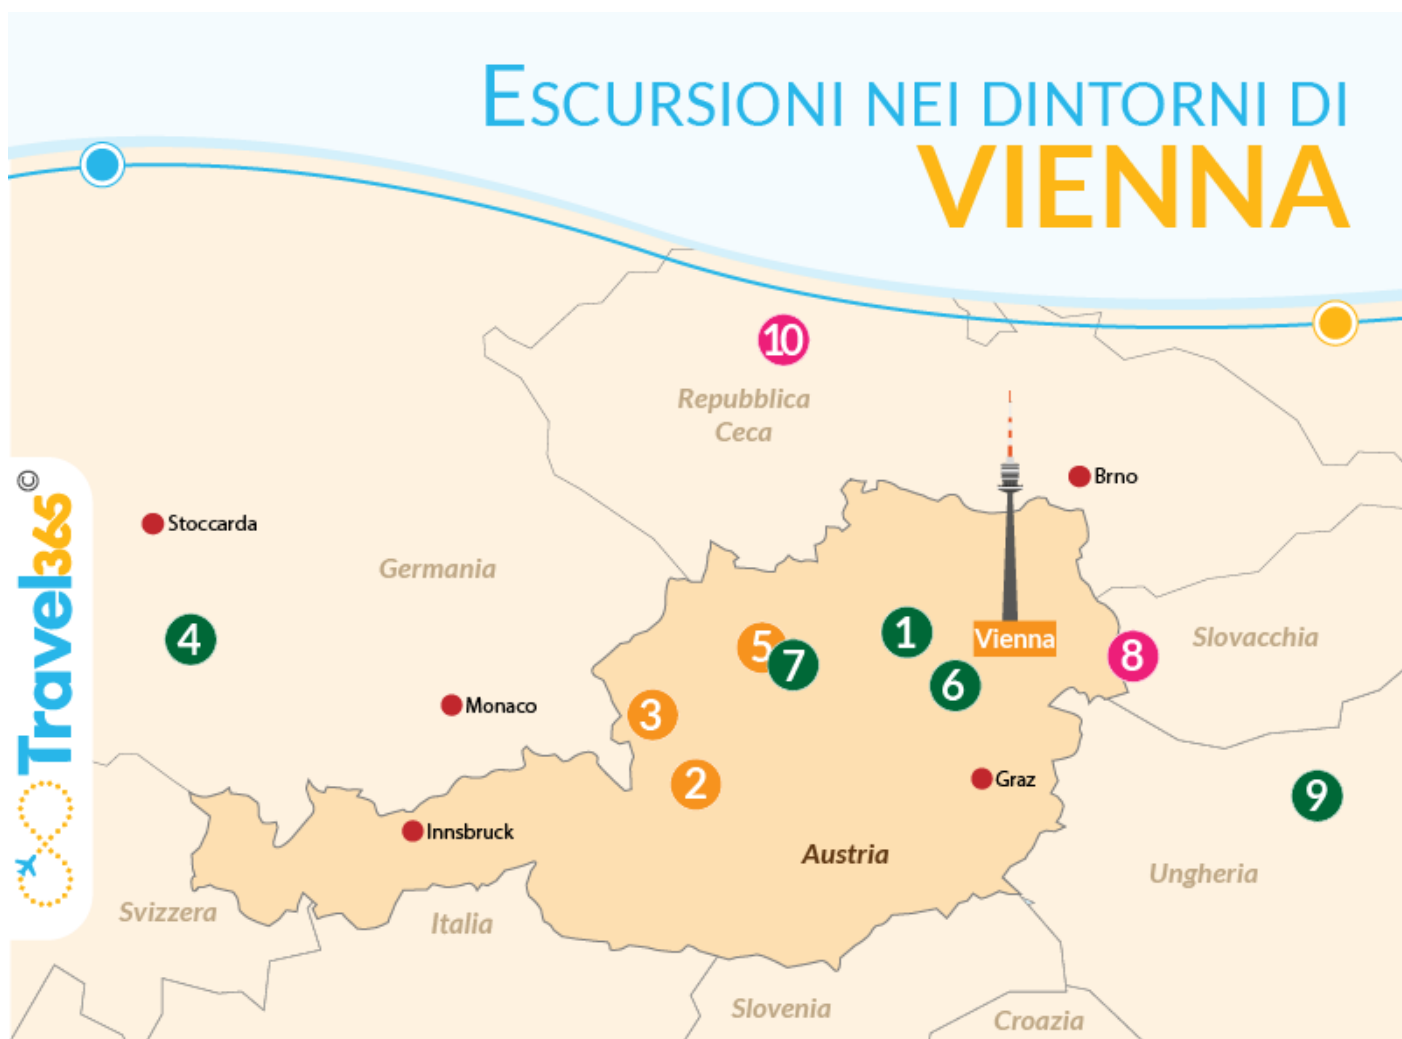 ESCURSIONI NEI DINTORNI DI
VIENNA
10
Repubblica
Ceca
Brno
Stoccarda
Germania
4
5
7
1
Vienna
6
8
Slovacchia
3
Monaco
2
Graz
9
Innsbruck
Austria
Ungheria
Svizzera
Italia
Slovenia
Croazia
Travel365©